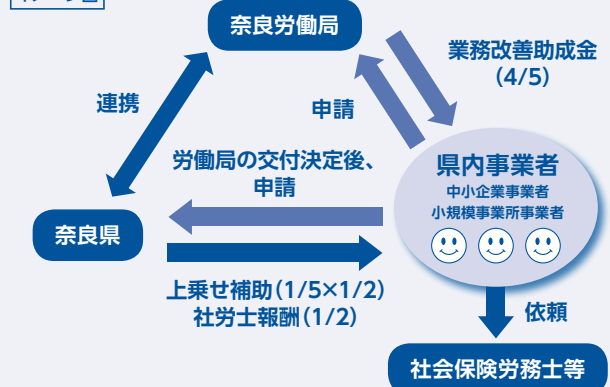 奈良労働局
業務改善助成金
(4/5)
連携
申請
労働局の交付決定後、
申請
県内事業者
中小企業事業者
小規模事業所事業者
奈良県
上乗せ補助(1/5×1/2)
社労士報酬(1/2)
依頼
社会保険労務士等